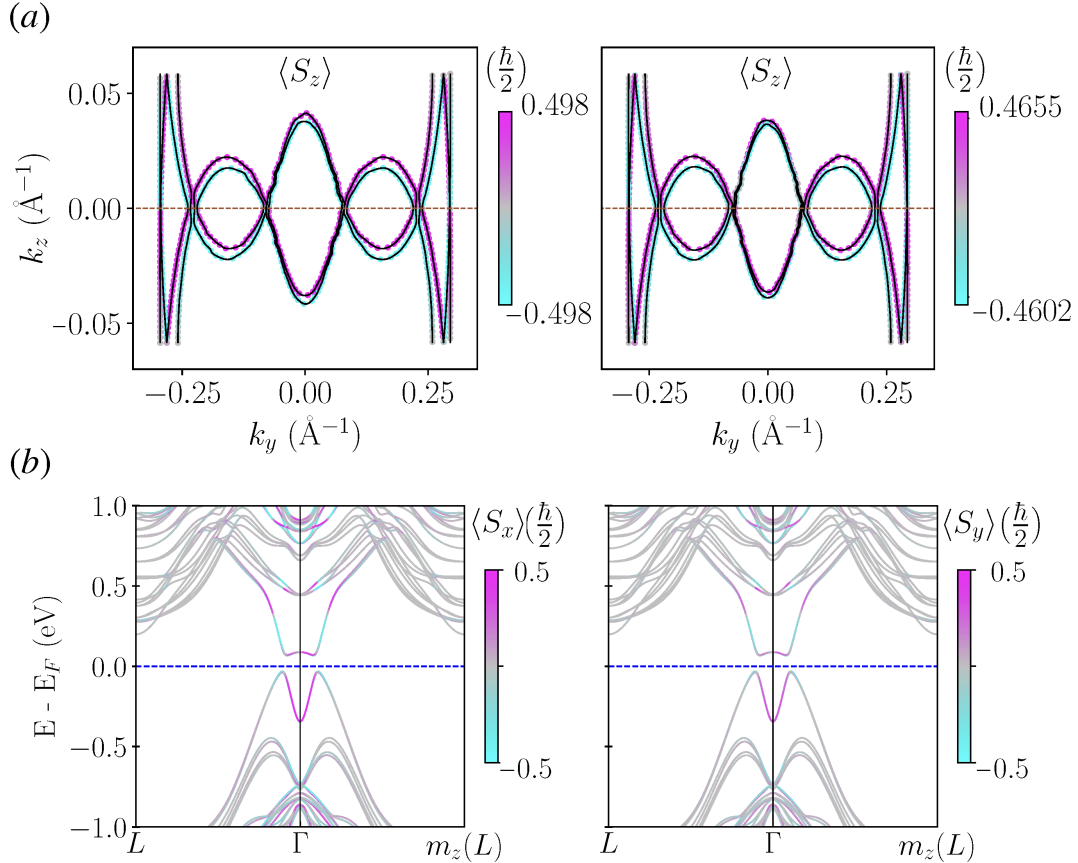 (a)
⟨S_z⟩ (ħ/2) ⟨S_z⟩ (ħ/2)
0.498 0.4655
0.05
0.00
−0.05
k_z (Å⁻¹)
−0.498 −0.4602
−0.25 0.00 0.25 −0.25 0.00 0.25
k_y (Å⁻¹) k_y (Å⁻¹)
(b)
1.0
⟨S_x⟩(ħ/2) ⟨S_y⟩(ħ/2)
0.5 0.5 0.5
0.0
E - E_F (eV)
−0.5
−0.5 −0.5
−1.0
L Γ m_z(L) L Γ m_z(L)